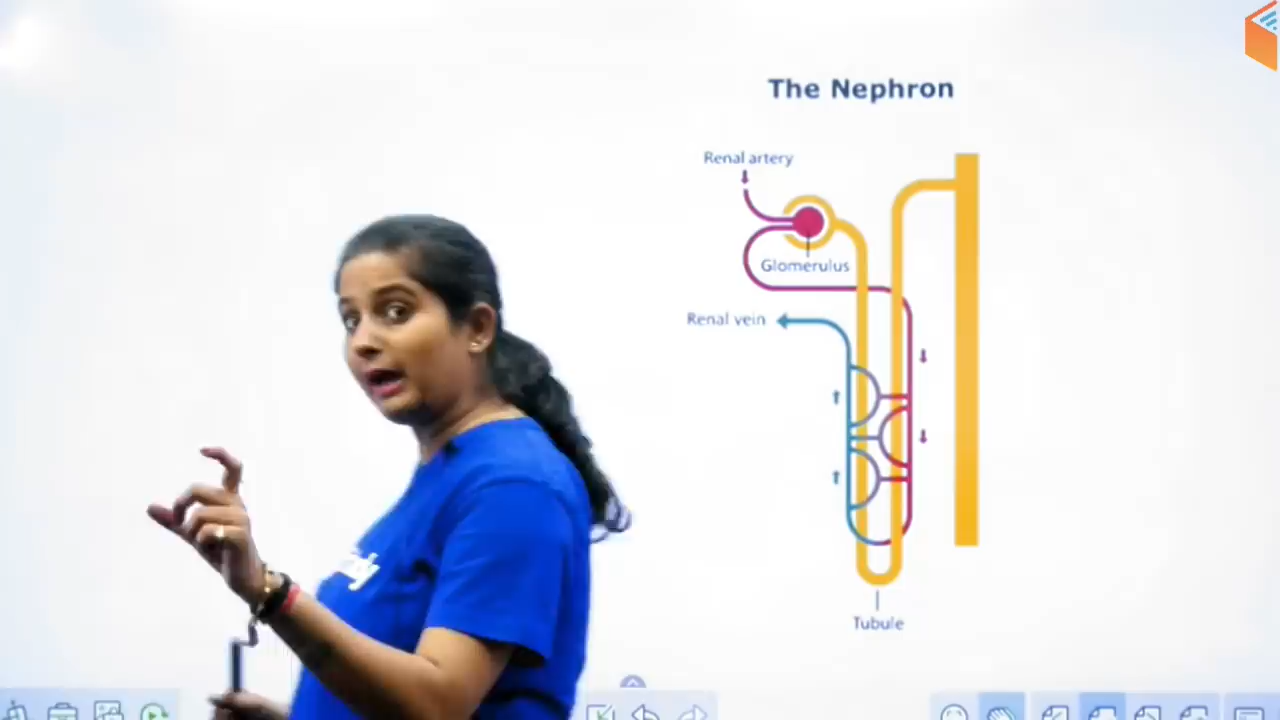 The Nephron
Renal artery
Glomerulus
Renal vein
Tubule